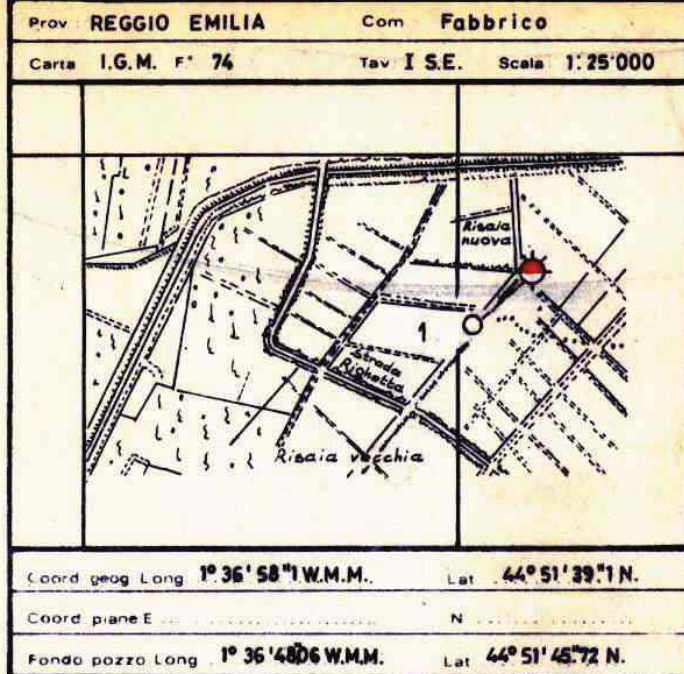 Prov: REGGIO EMILIA Com Fabbrico
Carta I.G.M. F° 74 Tav I S.E. Scala 1:25'000
Risaia
nuova
1
Strada
Righetta
Risaia vecchia
Coord geog Long 1° 36' 58"1 W.M.M. Lat 44° 51' 39."1 N.
Coord piane E N
Fondo pozzo Long 1° 36' 48"06 W.M.M. Lat 44° 51' 45."72 N.